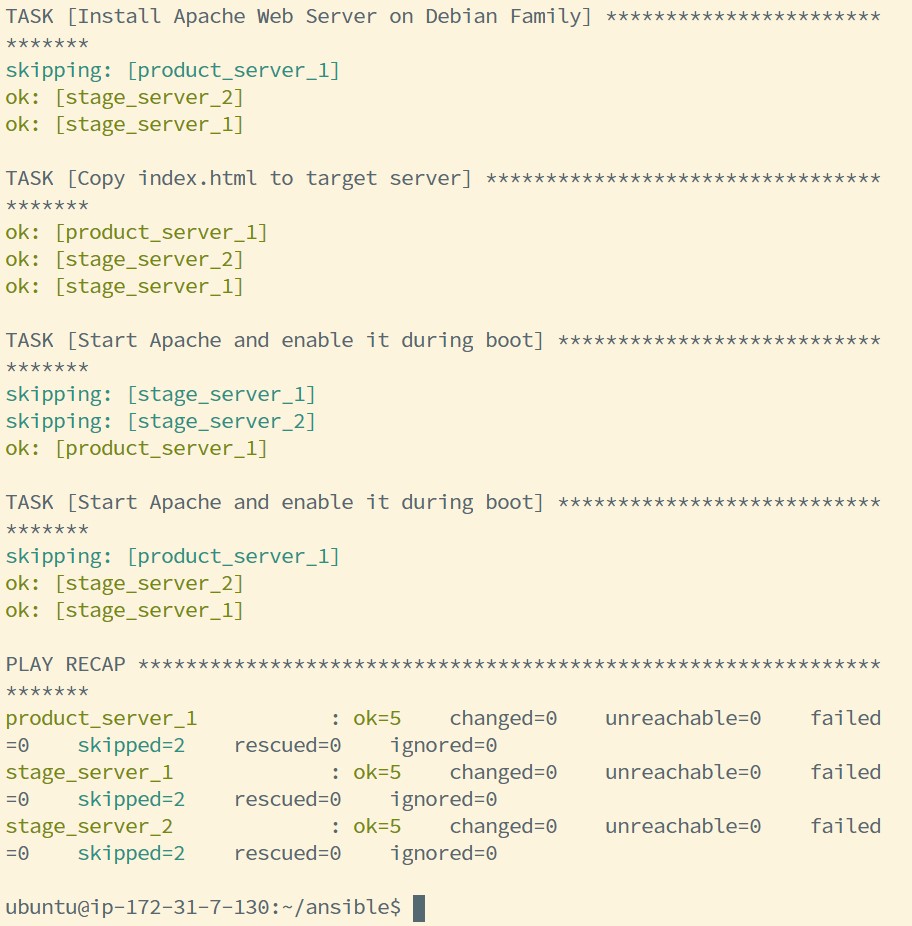 TASK [Install Apache Web Server on Debian Family] ***********************
*******
skipping: [product_server_1]
ok: [stage_server_2]
ok: [stage_server_1]
TASK [Copy index.html to target server] *********************************
*******
ok: [product_server_1]
ok: [stage_server_2]
ok: [stage_server_1]
TASK [Start Apache and enable it during boot] ***************************
*******
skipping: [stage_server_1]
skipping: [stage_server_2]
ok: [product_server_1]
TASK [Start Apache and enable it during boot] ***************************
*******
skipping: [product_server_1]
ok: [stage_server_2]
ok: [stage_server_1]
PLAY RECAP **************************************************************
*******
product_server_1           : ok=5    changed=0    unreachable=0    failed
=0    skipped=2    rescued=0    ignored=0
stage_server_1             : ok=5    changed=0    unreachable=0    failed
=0    skipped=2    rescued=0    ignored=0
stage_server_2             : ok=5    changed=0    unreachable=0    failed
=0    skipped=2    rescued=0    ignored=0
ubuntu@ip-172-31-7-130:~/ansible$